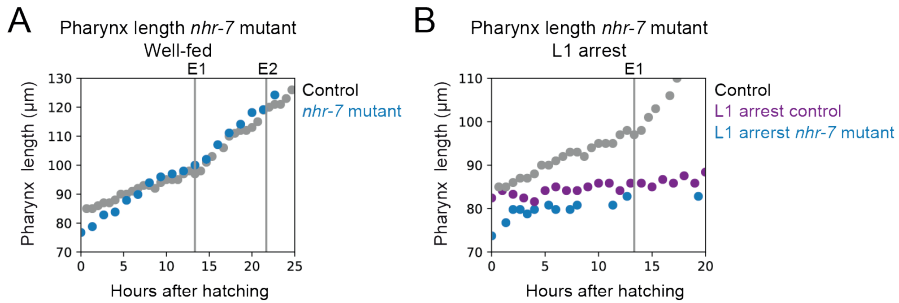 A
Pharynx length nhr-7 mutant
Well-fed
E1 E2
Pharynx length (μm)
130
120
110
100
90
80
70
0 5 10 15 20 25
Hours after hatching
Control
nhr-7 mutant
B
Pharynx length nhr-7 mutant
L1 arrest
E1
Pharynx length (μm)
110
100
90
80
70
0 5 10 15 20
Hours after hatching
Control
L1 arrest control
L1 arrerst nhr-7 mutant